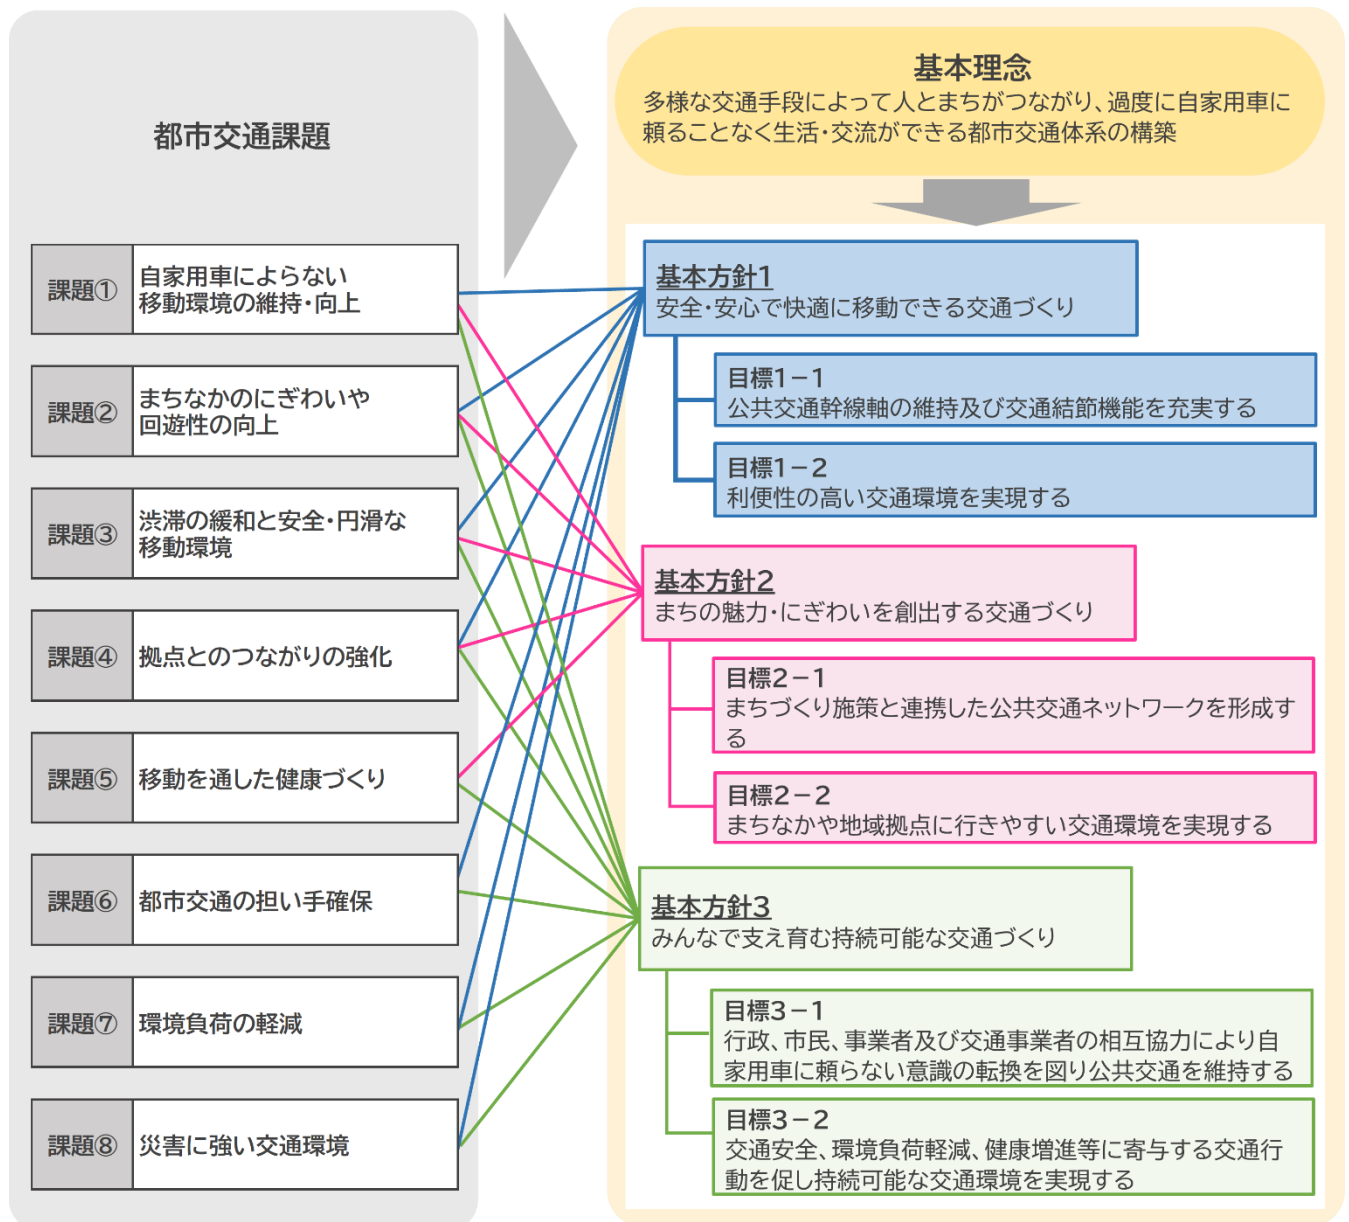 都市交通課題
課題①
自家用車によらない
移動環境の維持・向上
課題②
まちなかのにぎわいや
回遊性の向上
課題③
渋滞の緩和と安全・円滑な
移動環境
課題④
拠点とのつながりの強化
課題⑤
移動を通した健康づくり
課題⑥
都市交通の担い手確保
課題⑦
環境負荷の軽減
課題⑧
災害に強い交通環境
基本理念
多様な交通手段によって人とまちがつながり、過度に自家用車に
頼ることなく生活・交流ができる都市交通体系の構築
基本方針1
安全・安心で快適に移動できる交通づくり
目標1-1
公共交通幹線軸の維持及び交通結節機能を充実する
目標1-2
利便性の高い交通環境を実現する
基本方針2
まちの魅力・にぎわいを創出する交通づくり
目標2-1
まちづくり施策と連携した公共交通ネットワークを形成す
る
目標2-2
まちなかや地域拠点に行きやすい交通環境を実現する
基本方針3
みんなで支え育む持続可能な交通づくり
目標3-1
行政、市民、事業者及び交通事業者の相互協力により自
家用車に頼らない意識の転換を図り公共交通を維持する
目標3-2
交通安全、環境負荷軽減、健康増進等に寄与する交通行
動を促し持続可能な交通環境を実現する